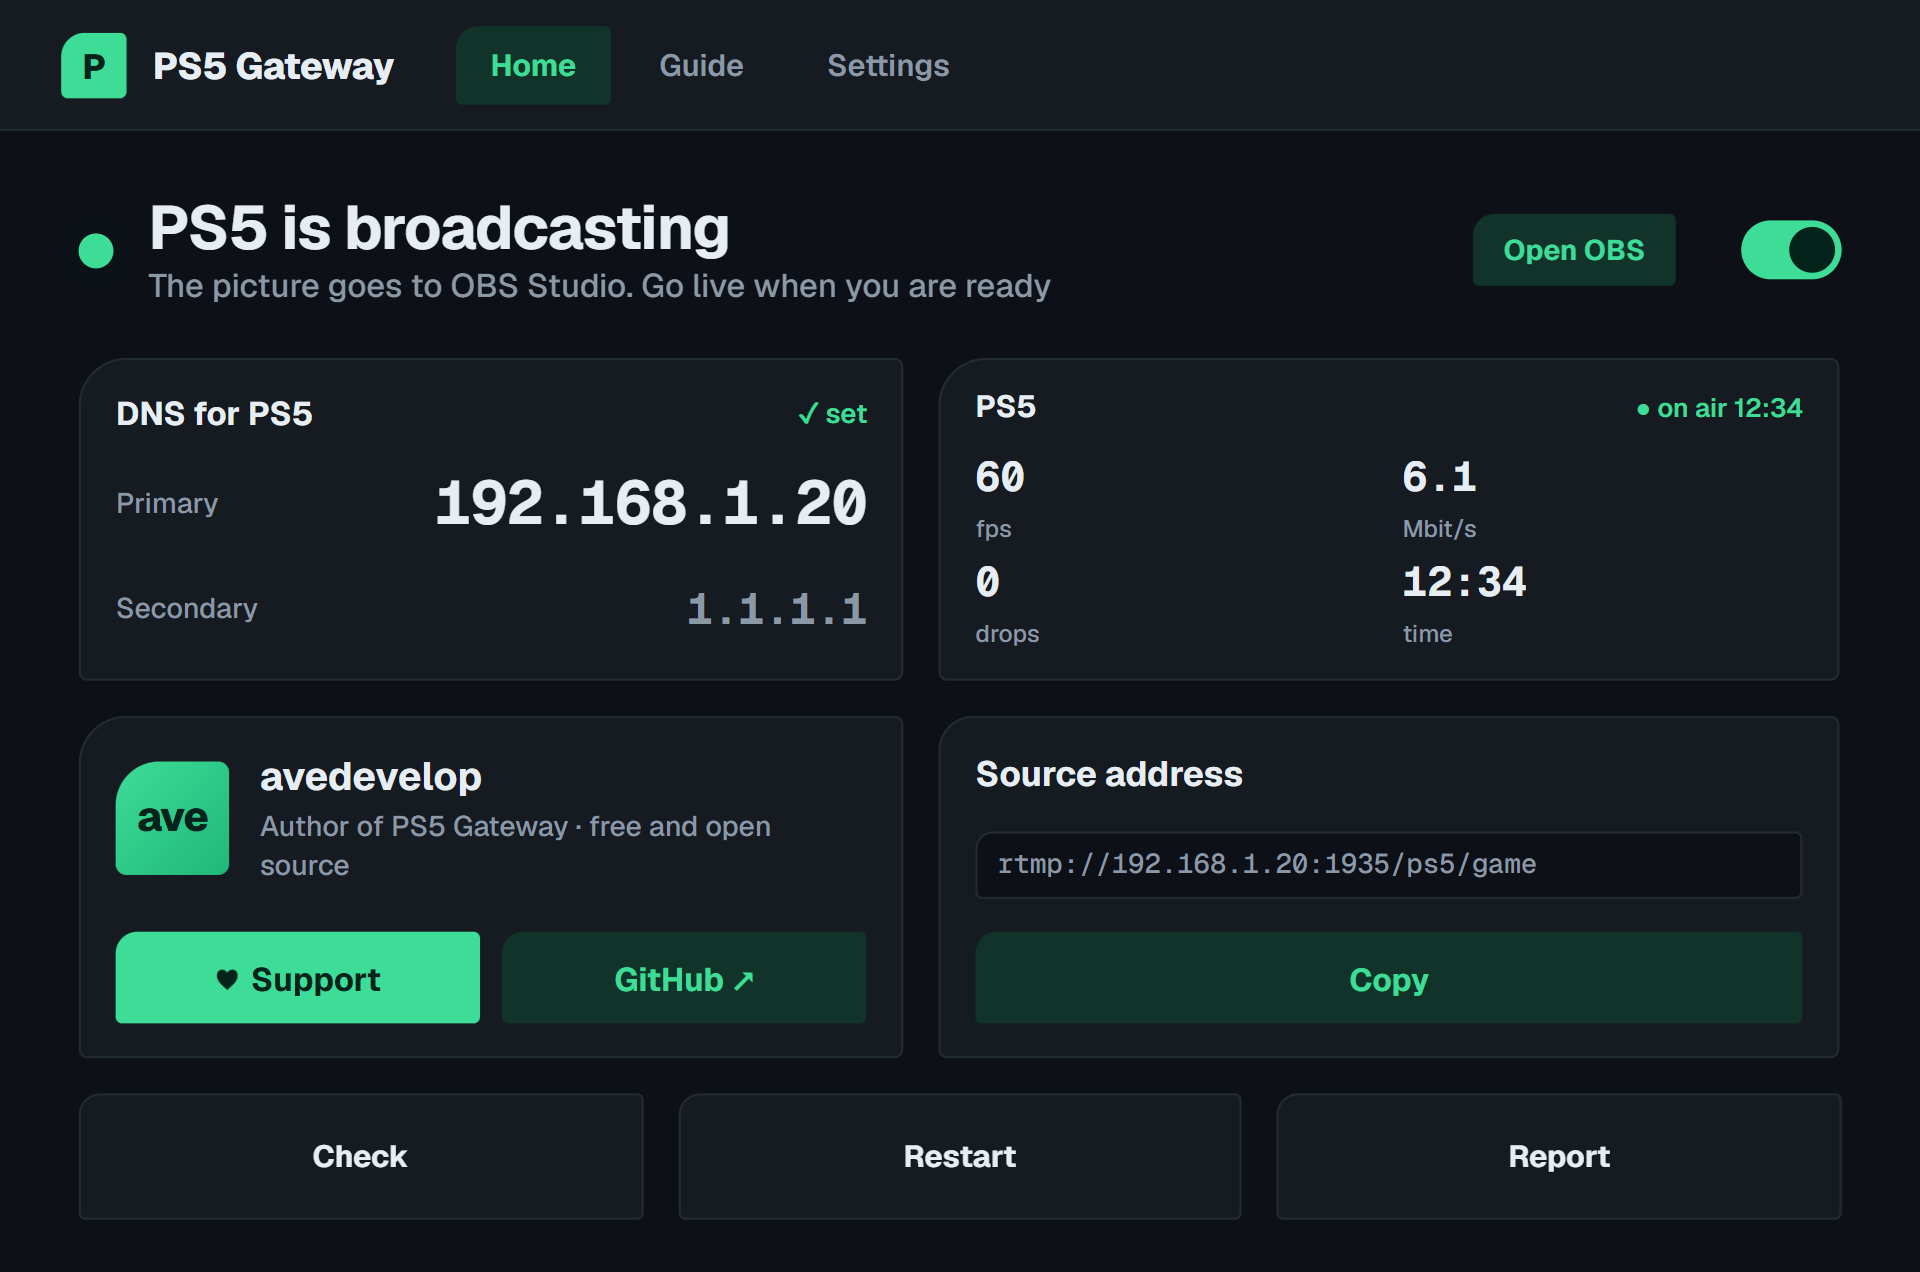 P
PS5 Gateway
Home
Guide
Settings
PS5 is broadcasting
The picture goes to OBS Studio. Go live when you are ready
Open OBS
DNS for PS5
✓ set
Primary
192.168.1.20
Secondary
1.1.1.1
PS5
• on air 12:34
60
fps
6.1
Mbit/s
0
drops
12:34
time
ave
avedevelop
Author of PS5 Gateway · free and open
source
♥ Support
GitHub ↗
Source address
rtmp://192.168.1.20:1935/ps5/game
Copy
Check
Restart
Report